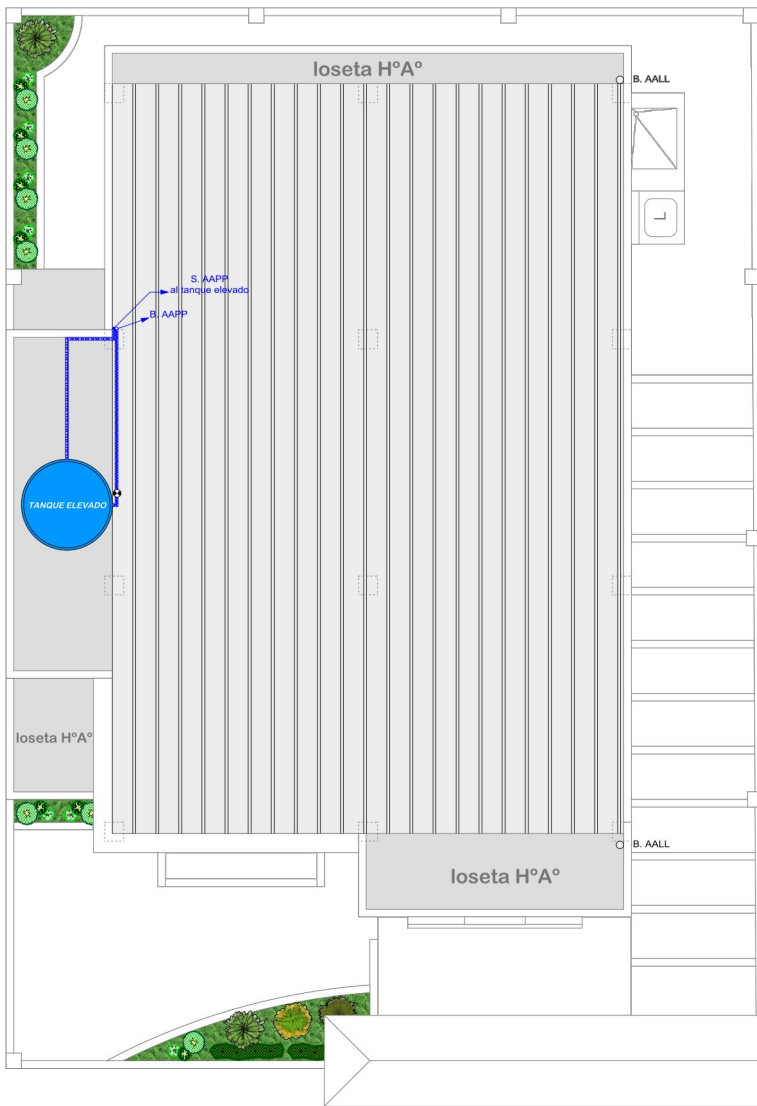 loseta HºAº
B. AALL
L
S. AAPP
al tanque elevado
B. AAPP
TANQUE ELEVADO
loseta HºAº
B. AALL
loseta HºAº